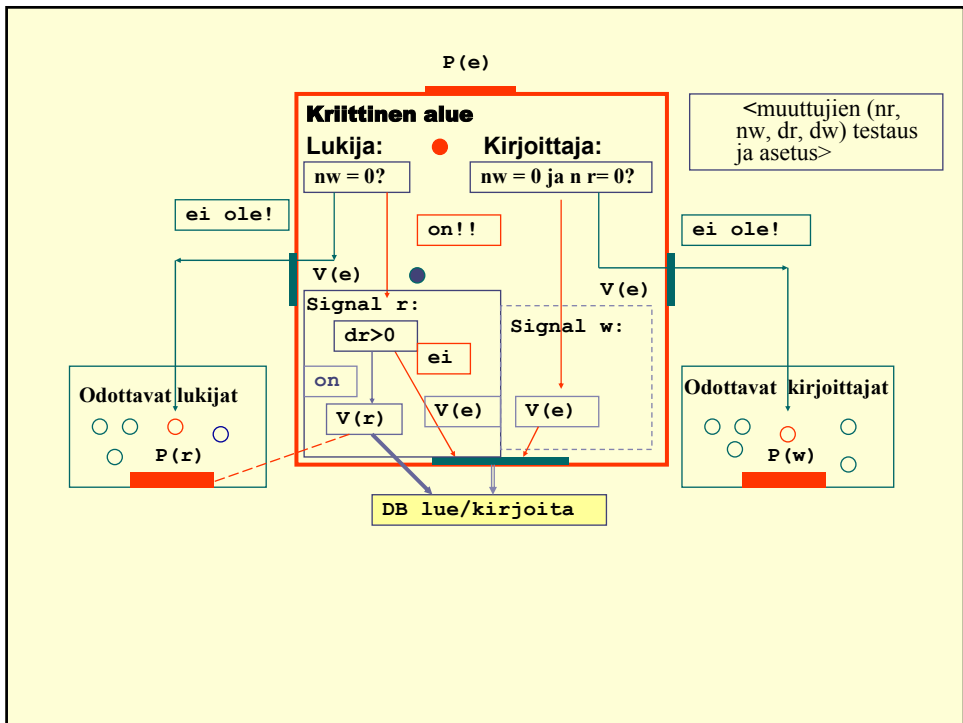 P(e)
Kriittinen alue
<muuttujien (nr,
nw, dr, dw) testaus
ja asetus>
Lukija:
Kirjoittaja:
nw = 0?
nw = 0 ja n r= 0?
ei ole!
on!!
ei ole!
V(e)
V(e)
Signal r:
Signal w:
dr>0
ei
on
V(r)
V(e)
V(e)
Odottavat lukijat
P(r)
Odottavat kirjoittajat
P(w)
DB lue/kirjoita